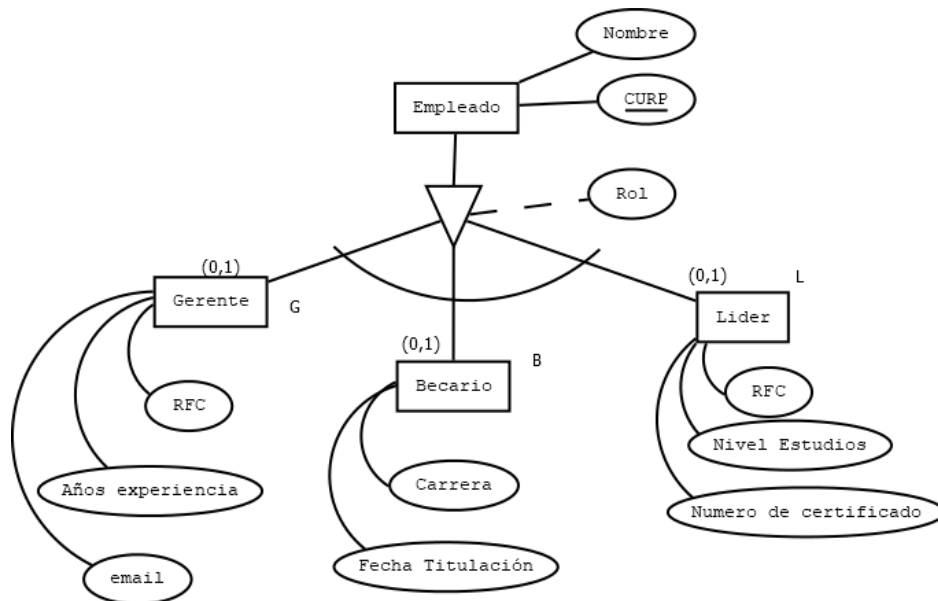 Nombre
CURP
Empleado
Rol
(0,1)
Gerente
G
(0,1)
L
Lider
(0,1)
B
Becario
RFC
RFC
Nivel Estudios
Años experiencia
Carrera
Numero de certificado
Fecha Titulación
email